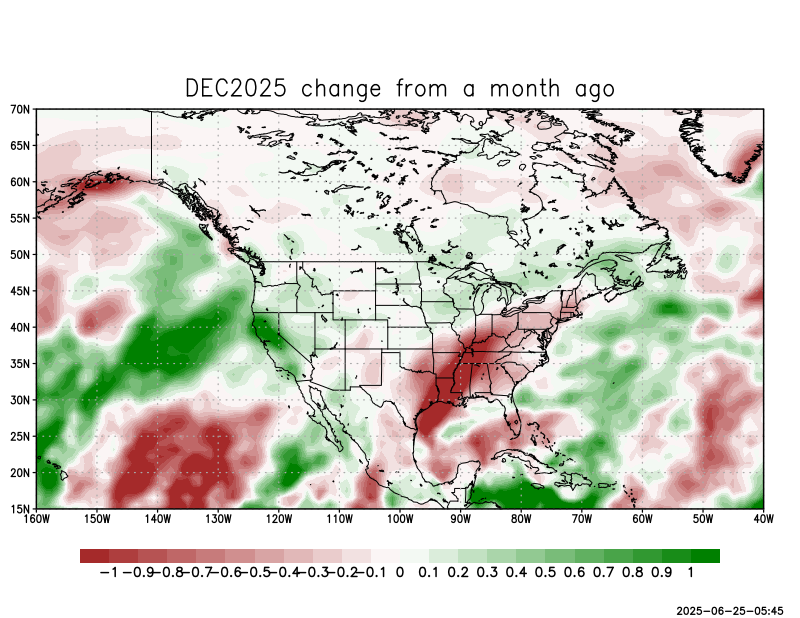 DEC2025 change from a month ago
70N
65N
60N
55N
50N
45N
40N
35N
30N
25N
20N
15N
160W 150W 140W 130W 120W 110W 100W 90W 80W 70W 60W 50W 40W
-1 -0.9 -0.8 -0.7 -0.6 -0.5 -0.4 -0.3 -0.2 -0.1 0 0.1 0.2 0.3 0.4 0.5 0.6 0.7 0.8 0.9 1
2025-06-25-05:45